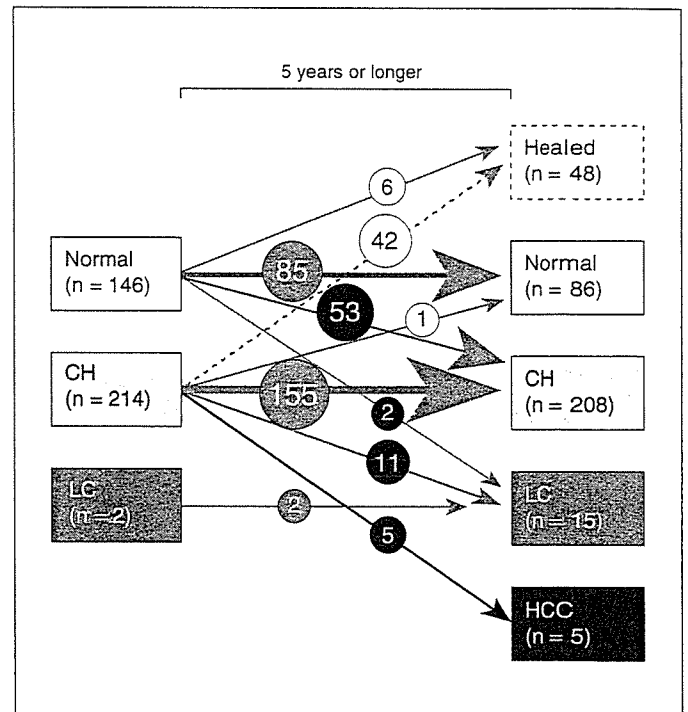 5 years or longer
Healed
(n = 48)
6
42
Normal
(n = 146)
85
Normal
(n = 86)
53
1
CH
(n = 214)
155
CH
(n = 208)
2
11
LC
(n = 2)
2
LC
(n = 15)
5
HCC
(n = 5)